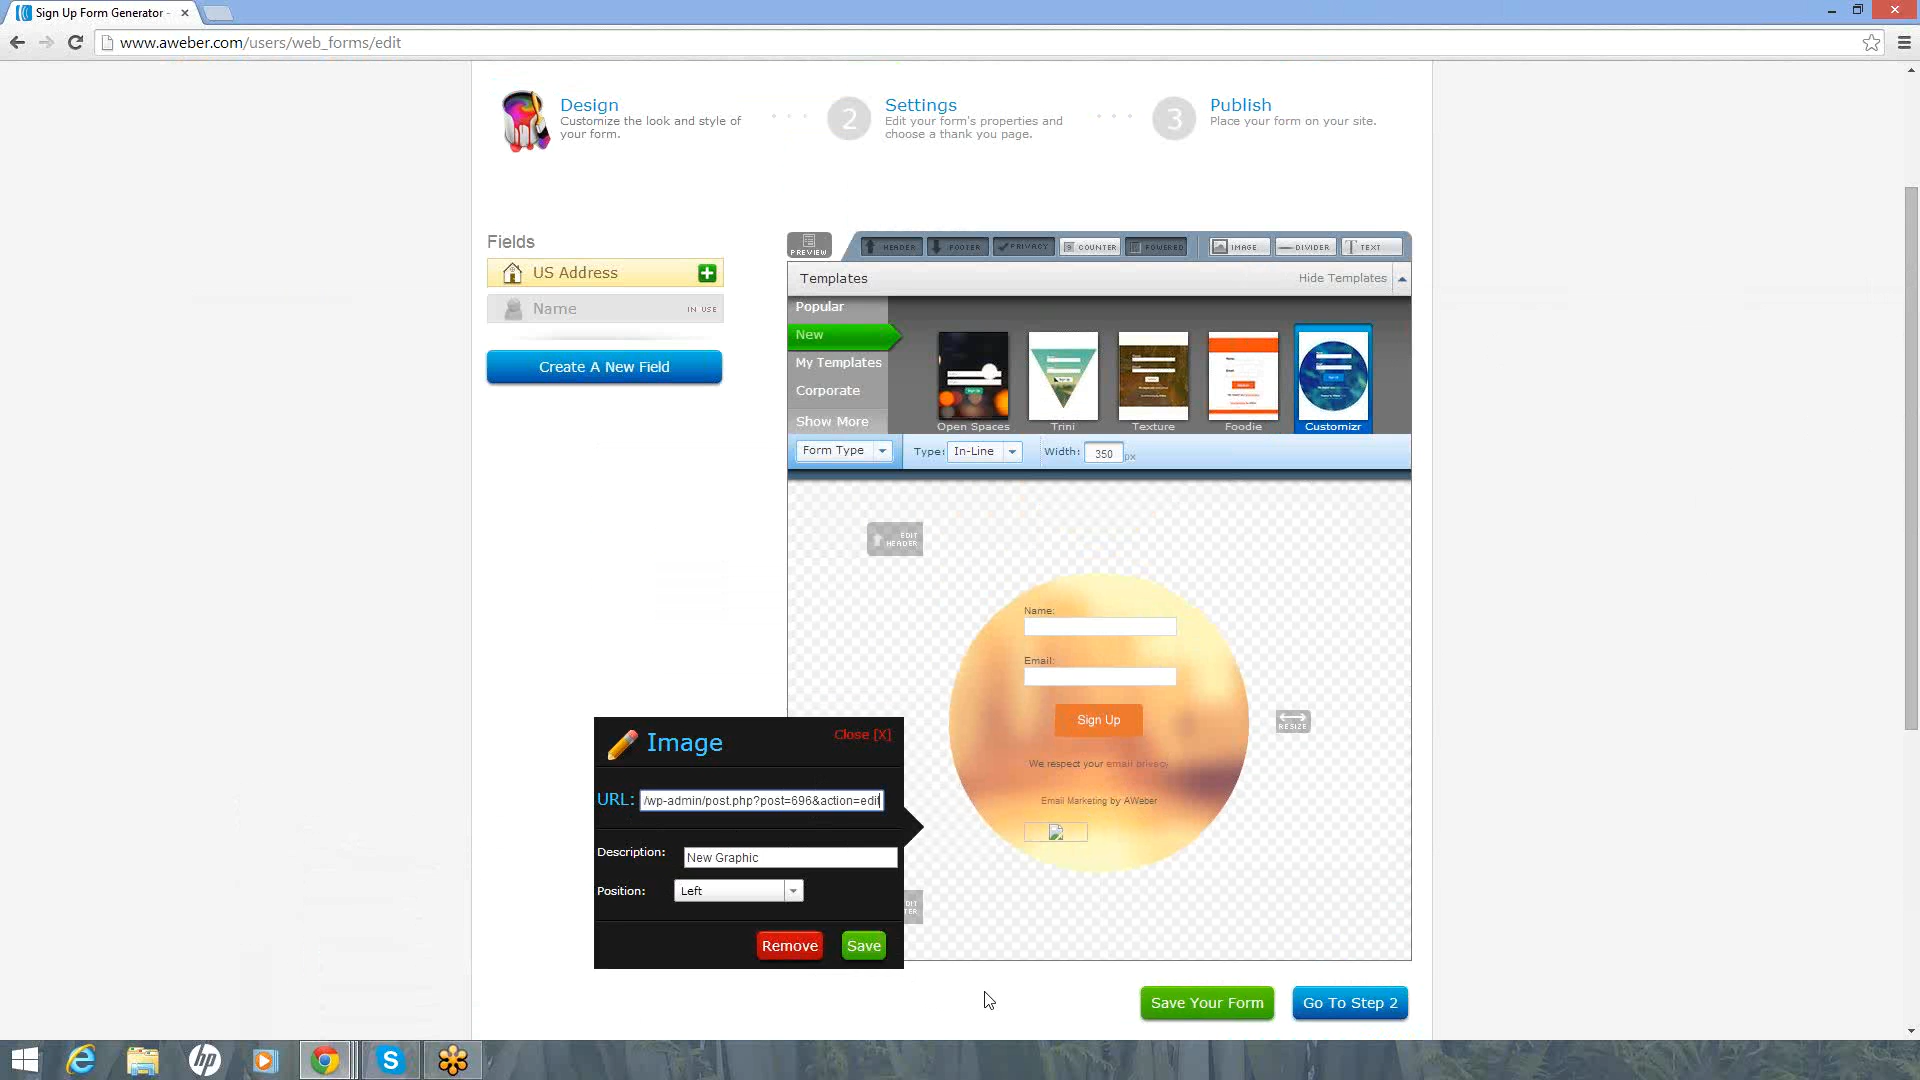 Sign Up Form Generator -
www.aweber.com/users/web_forms/edit
Design
Customize the look and style of
your form.
2
Settings
Edit your form's properties and
choose a thank you page.
3
Publish
Place your form on your site.
Fields
US Address
Name
IN USE
Create A New Field
PREVIEW
HEADER
FOOTER
PRIVACY
COUNTER
POWERED
IMAGE
DIVIDER
TEXT
Templates
Hide Templates
Popular
New
My Templates
Corporate
Show More
Open Spaces
Trini
Texture
Foodie
Customizr
Form Type
Type:
In-Line
Width:
350
px
EDIT
HEADER
Name:
Email:
Sign Up
RESIZE
We respect your email privacy
Email Marketing by AWeber
Image
Close [X]
URL:
/wp-admin/post.php?post=696&action=edit
Description:
New Graphic
Position:
Left
Remove
Save
Save Your Form
Go To Step 2